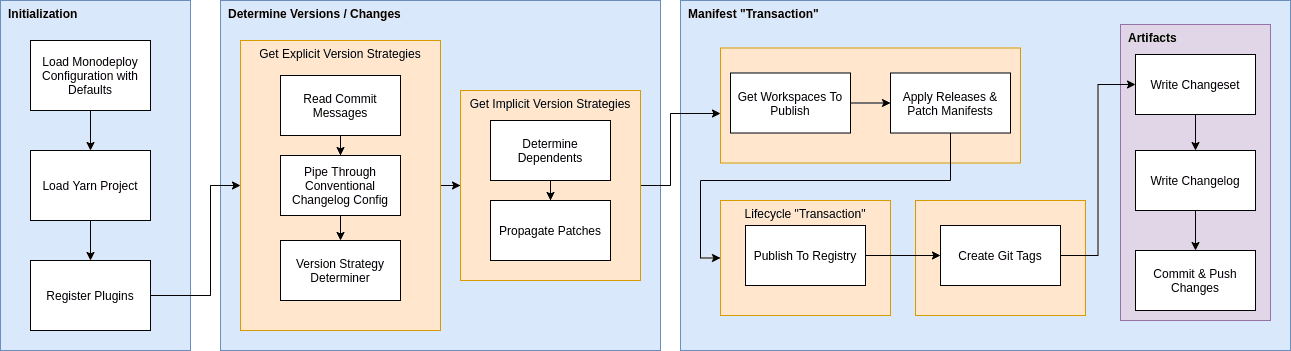 Initialization
Load Monodeploy
Configuration with
Defaults
Load Yarn Project
Register Plugins
Determine Versions / Changes
Get Explicit Version Strategies
Read Commit
Messages
Pipe Through
Conventional
Changelog Config
Version Strategy
Determiner
Get Implicit Version Strategies
Determine
Dependents
Propagate Patches
Manifest "Transaction"
Get Workspaces To
Publish
Apply Releases &
Patch Manifests
Lifecycle "Transaction"
Publish To Registry
Create Git Tags
Artifacts
Write Changeset
Write Changelog
Commit & Push
Changes